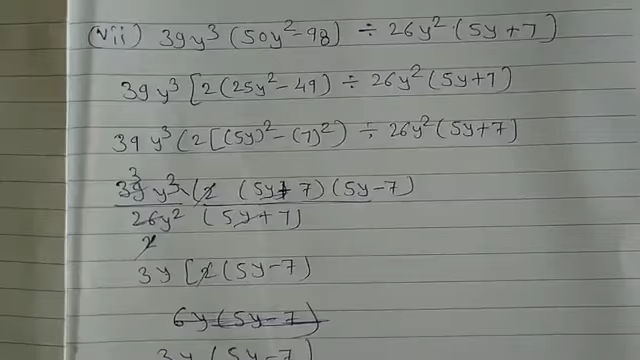 (vii) 39y³(50y²-98) ÷ 26y²(5y+7)
39y³[2(25y²-49) ÷ 26y²(5y+7)
39y³(2[(5y)²-(7)²) ÷ 26y²(5y+7)
3
39y³(2 (5y+7)(5y-7)
26y² (5y+7)
2
3y[2(5y-7)
6y(5y-7)
3y(5y-7)